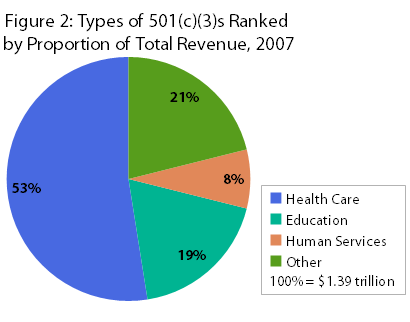 Figure 2: Types of 501(c)(3)s Ranked
by Proportion of Total Revenue, 2007
21%
53%
8%
19%
Health Care
Education
Human Services
Other
100% = $1.39 trillion